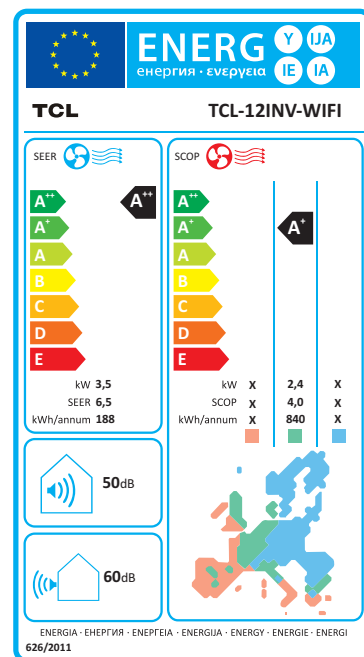 ENERG Y IJA
енергия · ενεργεια IE IA
TCL TCL-12INV-WIFI
SEER
A++
A++
A+
A
B
C
D
E
kW 3,5
SEER 6,5
kWh/annum 188
SCOP
A++
A+
A+
A
B
C
D
E
kW X 2,4 X
SCOP X 4,0 X
kWh/annum X 840 X
50dB
60dB
ENERGIA · ЕНЕРГИЯ · ΕΝΕΡΓΕΙΑ · ENERGIJA · ENERGY · ENERGIE · ENERGI
626/2011